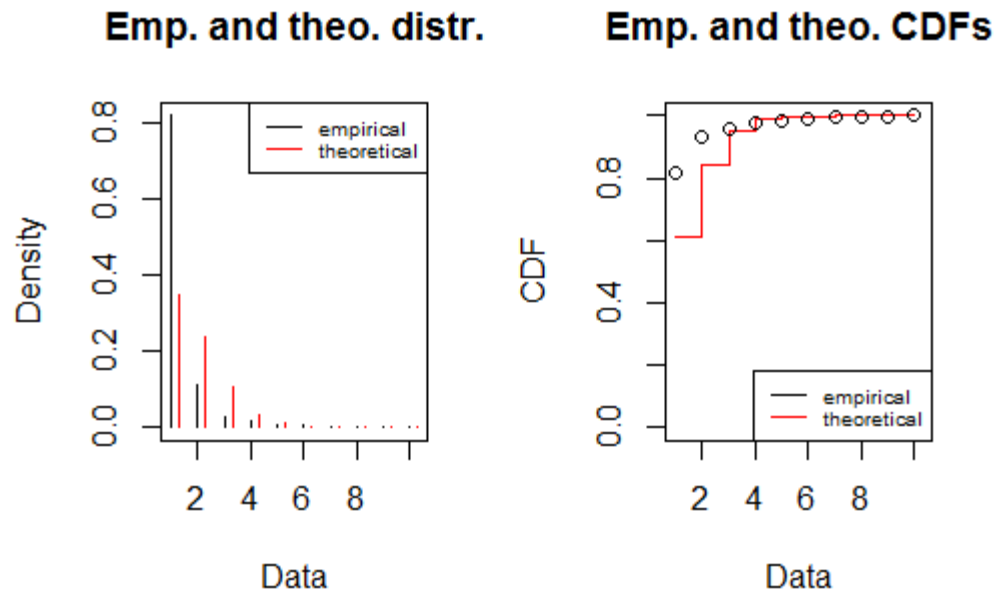 Emp. and theo. distr.
Density
0.0 0.2 0.4 0.6 0.8
empirical
theoretical
2 4 6 8
Data
Emp. and theo. CDFs
CDF
0.0 0.4 0.8
empirical
theoretical
2 4 6 8
Data